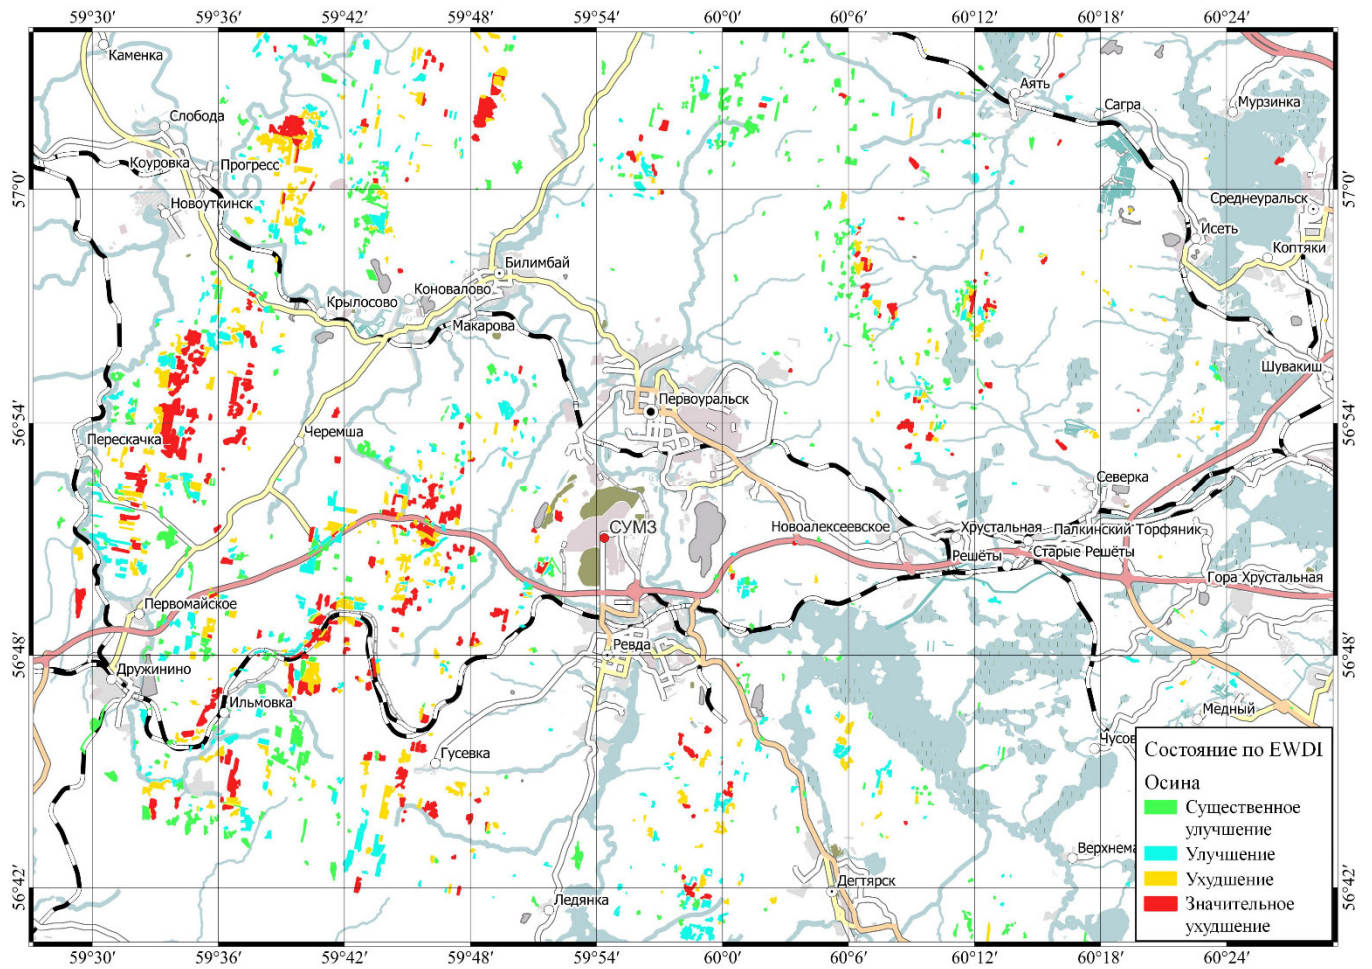 59°30′ 59°36′ 59°42′ 59°48′ 59°54′ 60°0′ 60°6′ 60°12′ 60°18′ 60°24′
Каменка
Аять
Сагра
Мурзинка
Слобода
Коуровка
Прогресс
57°0′
57°0′
Новоуткинск
Среднеуральск
Исеть
Коптяки
Билимбай
Коновалово
Крылосово
Макарова
Шувакиш
Первоуральск
56°54′
56°54′
Черемша
Перескачка
Северка
СУМЗ
Новоалексеевское
Хрустальная
Палкинский Торфяник
Решёты
Старые Решёты
Гора Хрустальная
Первомайское
56°48′
56°48′
Ревда
Дружинино
Ильмовка
Медный
Гусевка
Чусов
Верхнема
56°42′
56°42′
Дегтярск
Ледянка
Состояние по EWDI
Осина
Существенное
улучшение
Улучшение
Ухудшение
Значительное
ухудшение
59°30′ 59°36′ 59°42′ 59°48′ 59°54′ 60°0′ 60°6′ 60°12′ 60°18′ 60°24′